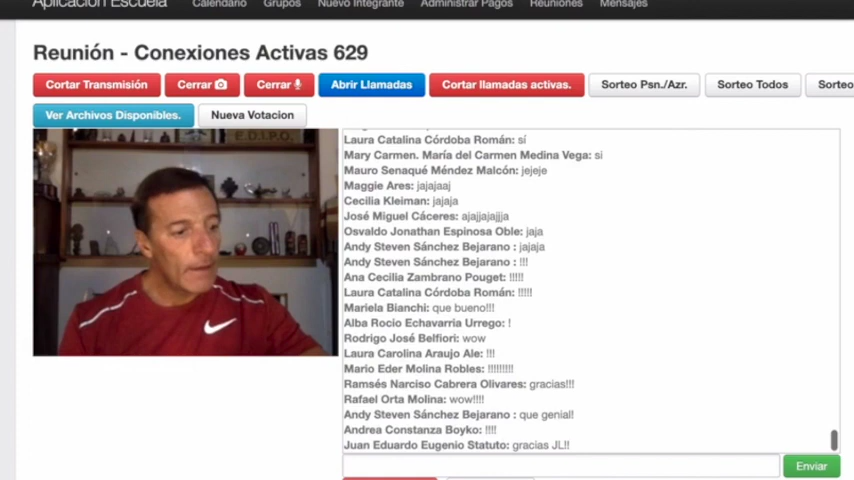 Aplicación Escuela Calendario Grupos Nuevo Integrante Administrar Pagos Reuniones Mensajes
Reunión - Conexiones Activas 629
Cortar Transmisión Cerrar Cerrar Abrir Llamadas Cortar llamadas activas. Sorteo Psn./Azr. Sorteo Todos Sorteo
Ver Archivos Disponibles. Nueva Votacion
EDIPO
Laura Catalina Córdoba Román: sí
Mary Carmen. María del Carmen Medina Vega: si
Mauro Senaqué Méndez Malcón: jejeje
Maggie Ares: jajajaaj
Cecilia Kleiman: jajaja
José Miguel Cáceres: ajajjajajjja
Osvaldo Jonathan Espinosa Oble: jaja
Andy Steven Sánchez Bejarano : jajaja
Andy Steven Sánchez Bejarano : !!!
Ana Cecilia Zambrano Pouget: !!!!!
Laura Catalina Córdoba Román: !!!!!
Mariela Bianchi: que bueno!!!
Alba Rocio Echavarria Urrego: !
Rodrigo José Belfiori: wow
Laura Carolina Araujo Ale: !!!
Mario Eder Molina Robles: !!!!!!!!!
Ramsés Narciso Cabrera Olivares: gracias!!!
Rafael Orta Molina: wow!!!!
Andy Steven Sánchez Bejarano : que genial!
Andrea Constanza Boyko: !!!!
Juan Eduardo Eugenio Statuto: gracias JL!!
Enviar